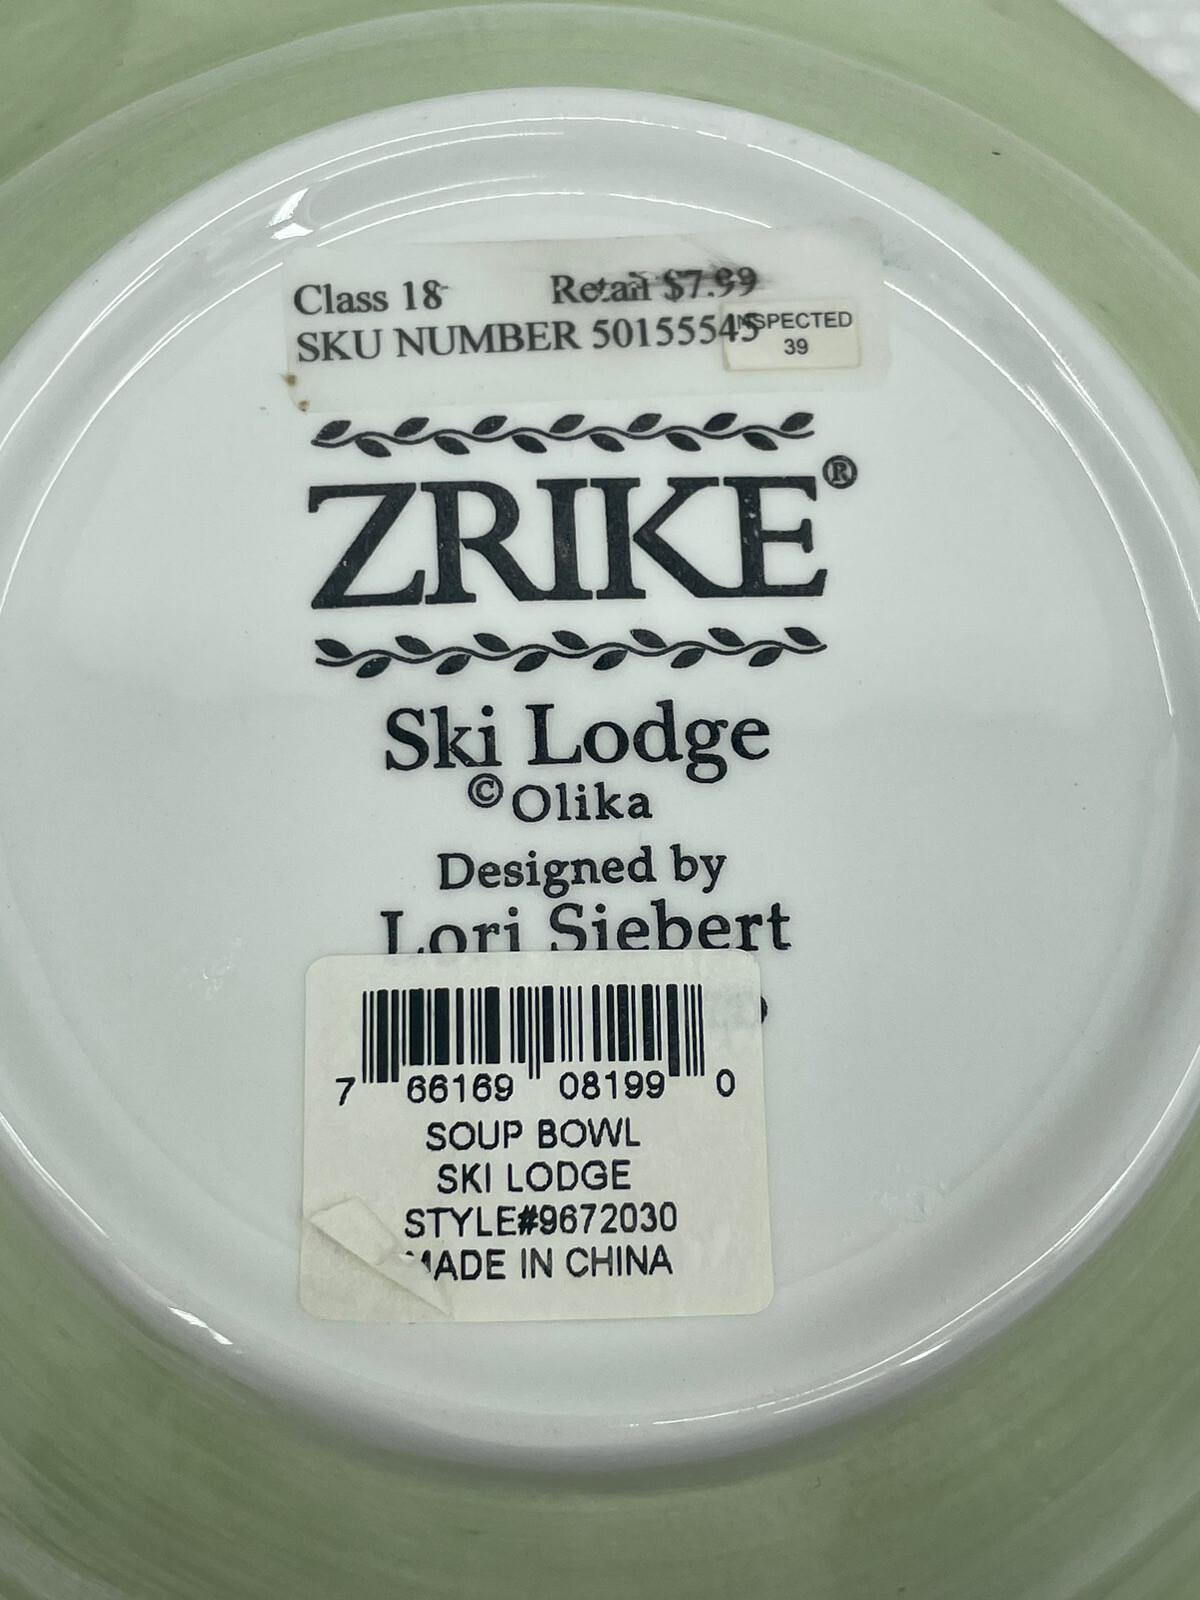 Class 18 Retail $7.99
SKU NUMBER 50155545
INSPECTED
39
ZRIKE®
Ski Lodge
©Olika
Designed by
Lori Siebert
7 66169 08199 0
SOUP BOWL
SKI LODGE
STYLE#9672030
MADE IN CHINA